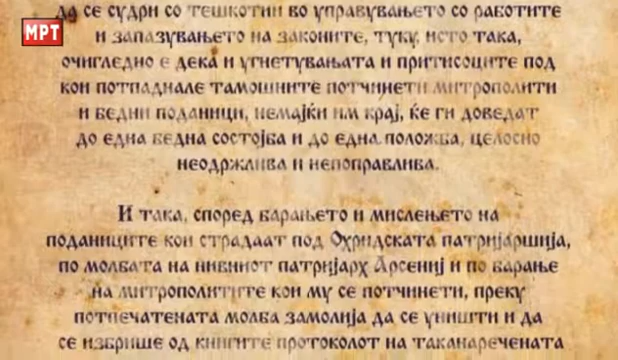 МРТ
да се судри со тешкотии во управувањето со работите
и запазувањето на законите, туку, исто така,
очигледно е дека и угнетувањата и притисоците под
кои потпаднале тамошните потчинети митрополити
и бедни поданици, немајќи им крај, ќе ги доведат
до една бедна состојба и до една положба, целосно
неодржлива и непоправлива.
И така, според барањето и мислењето на
поданиците кои страдаат под Охридската патријаршија,
по молбата на нивниот патријарх Арсениј и по барање
на митрополитите кои му се потчинети, преку
потпечатената молба замолија да се уништи и да
се избрише од книгите протоколот на таканаречената